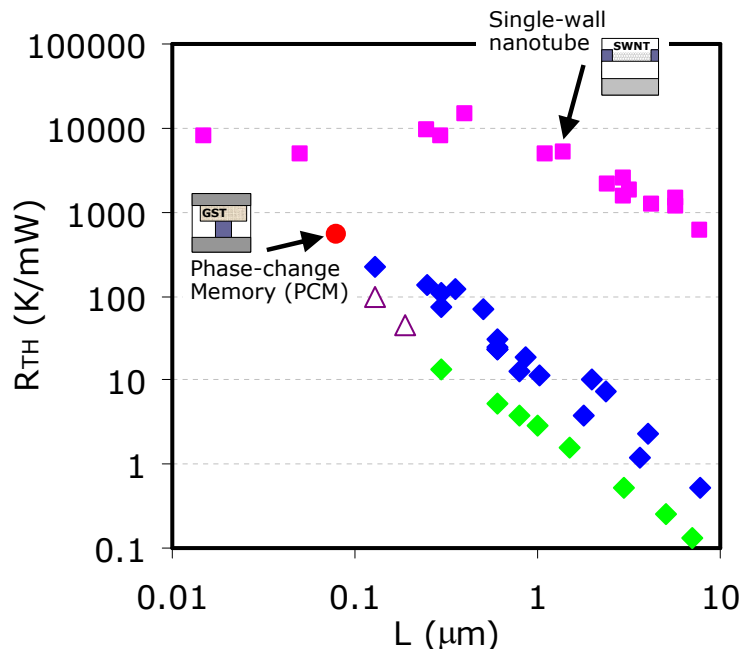 Single-wall
nanotube
SWNT
100000
10000
1000
100
10
1
0.1
RTH (K/mW)
GST
Phase-change
Memory (PCM)
0.01
0.1
1
10
L (μm)